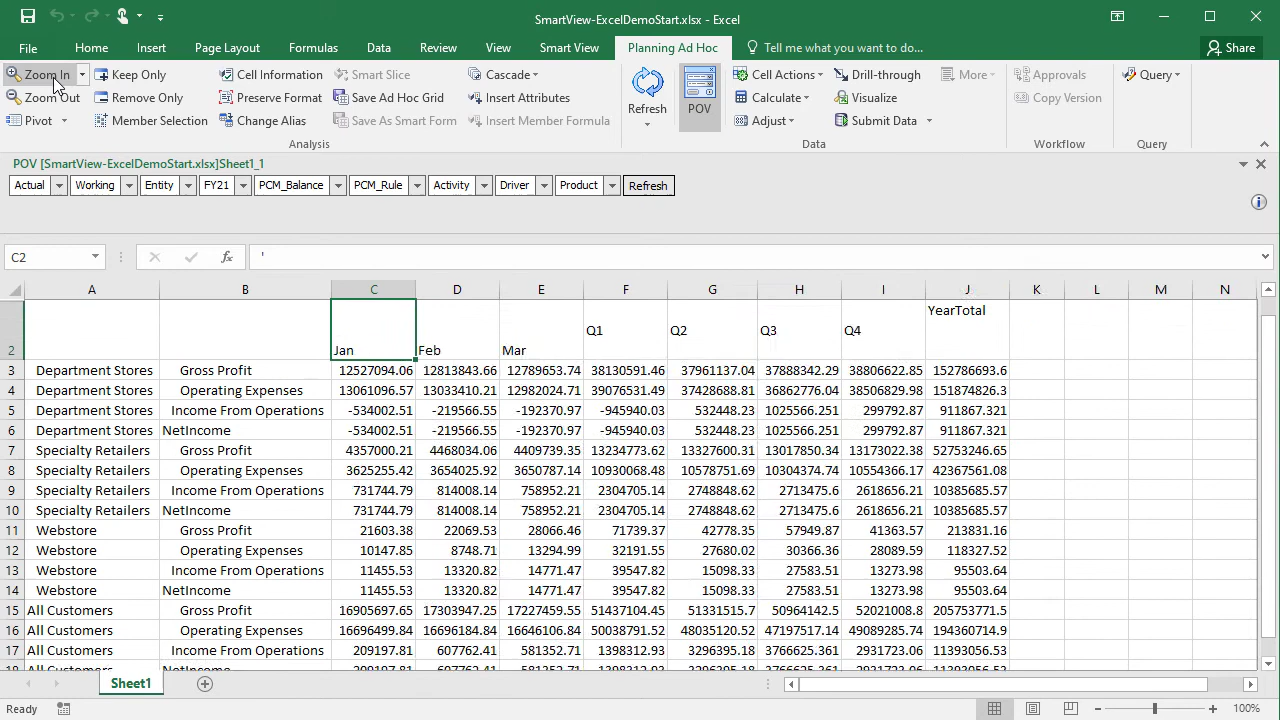 SmartView-ExcelDemoStart.xlsx - Excel
File Home Insert Page Layout Formulas Data Review View Smart View Planning Ad Hoc Tell me what you want to do... Share
Zoom In Keep Only Cell Information Smart Slice Cascade Cell Actions Drill-through More Approvals Query
Zoom Out Remove Only Preserve Format Save Ad Hoc Grid Insert Attributes Refresh POV Calculate Visualize Copy Version
Pivot Member Selection Change Alias Save As Smart Form Insert Member Formula Adjust Submit Data
Analysis Data Workflow Query
POV [SmartView-ExcelDemoStart.xlsx]Sheet1_1
Actual Working Entity FY21 PCM_Balance PCM_Rule Activity Driver Product Refresh
C2 fx '
A B C D E F G H I J K L M N
2 Jan Feb Mar Q1 Q2 Q3 Q4 YearTotal
3 Department Stores Gross Profit 12527094.06 12813843.66 12789653.74 38130591.46 37961137.04 37888342.29 38806622.85 152786693.6
4 Department Stores Operating Expenses 13061096.57 13033410.21 12982024.71 39076531.49 37428688.81 36862776.04 38506829.98 151874826.3
5 Department Stores Income From Operations -534002.51 -219566.55 -192370.97 -945940.03 532448.23 1025566.251 299792.87 911867.321
6 Department Stores NetIncome -534002.51 -219566.55 -192370.97 -945940.03 532448.23 1025566.251 299792.87 911867.321
7 Specialty Retailers Gross Profit 4357000.21 4468034.06 4409739.35 13234773.62 13327600.31 13017850.34 13173022.38 52753246.65
8 Specialty Retailers Operating Expenses 3625255.42 3654025.92 3650787.14 10930068.48 10578751.69 10304374.74 10554366.17 42367561.08
9 Specialty Retailers Income From Operations 731744.79 814008.14 758952.21 2304705.14 2748848.62 2713475.6 2618656.21 10385685.57
10 Specialty Retailers NetIncome 731744.79 814008.14 758952.21 2304705.14 2748848.62 2713475.6 2618656.21 10385685.57
11 Webstore Gross Profit 21603.38 22069.53 28066.46 71739.37 42778.35 57949.87 41363.57 213831.16
12 Webstore Operating Expenses 10147.85 8748.71 13294.99 32191.55 27680.02 30366.36 28089.59 118327.52
13 Webstore Income From Operations 11455.53 13320.82 14771.47 39547.82 15098.33 27583.51 13273.98 95503.64
14 Webstore NetIncome 11455.53 13320.82 14771.47 39547.82 15098.33 27583.51 13273.98 95503.64
15 All Customers Gross Profit 16905697.65 17303947.25 17227459.55 51437104.45 51331515.7 50964142.5 52021008.8 205753771.5
16 All Customers Operating Expenses 16696499.84 16696184.84 16646106.84 50038791.52 48035120.52 47197517.14 49089285.74 194360714.9
17 All Customers Income From Operations 209197.81 607762.41 581352.71 1398312.93 3296395.18 3766625.361 2931723.06 11393056.53
18 All Customers NetIncome 209197.81 607762.41 581352.71 1398312.93 3296395.18 3766625.361 2931723.06 11393056.53
Sheet1
Ready 100%